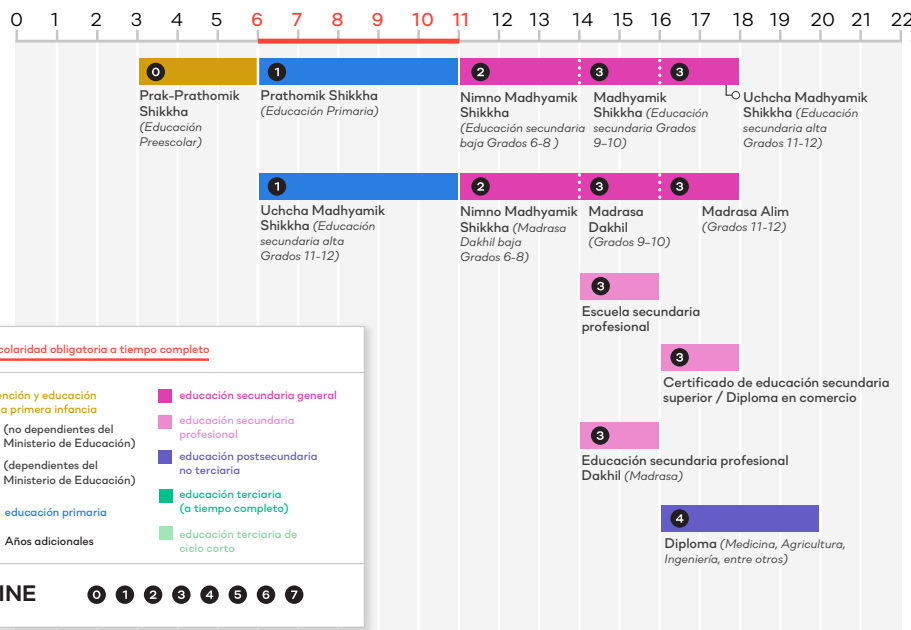 0 1 2 3 4 5 6 7 8 9 10 11 12 13 14 15 16 17 18 19 20 21 22
0
Prak-Prathomik
Shikkha
(Educación
Preescolar)
1
Prathomik Shikkha
(Educación Primaria)
2
Nimno Madhyamik
Shikkha
(Educación secundaria
baja Grados 6-8 )
3
Madhyamik
Shikkha (Educación
secundaria Grados
9–10)
3
Uchcha Madhyamik
Shikkha (Educación
secundaria alta
Grados 11-12)
1
Uchcha Madhyamik
Shikkha (Educación
secundaria alta
Grados 11-12)
2
Nimno Madhyamik
Shikkha (Madrasa
Dakhil baja
Grados 6-8)
3
Madrasa
Dakhil
(Grados 9–10)
3
Madrasa Alim
(Grados 11-12)
3
Escuela secundaria
profesional
3
Certificado de educación secundaria
superior / Diploma en comercio
3
Educación secundaria profesional
Dakhil (Madrasa)
4
Diploma (Medicina, Agricultura,
Ingeniería, entre otros)
colaridad obligatoria a tiempo completo
nción y educación
a primera infancia
(no dependientes del
Ministerio de Educación)
(dependientes del
Ministerio de Educación)
educación primaria
Años adicionales
educación secundaria general
educación secundaria
profesional
educación postsecundaria
no terciaria
educación terciaria
(a tiempo completo)
educación terciaria de
ciclo corto
INE 0 1 2 3 4 5 6 7